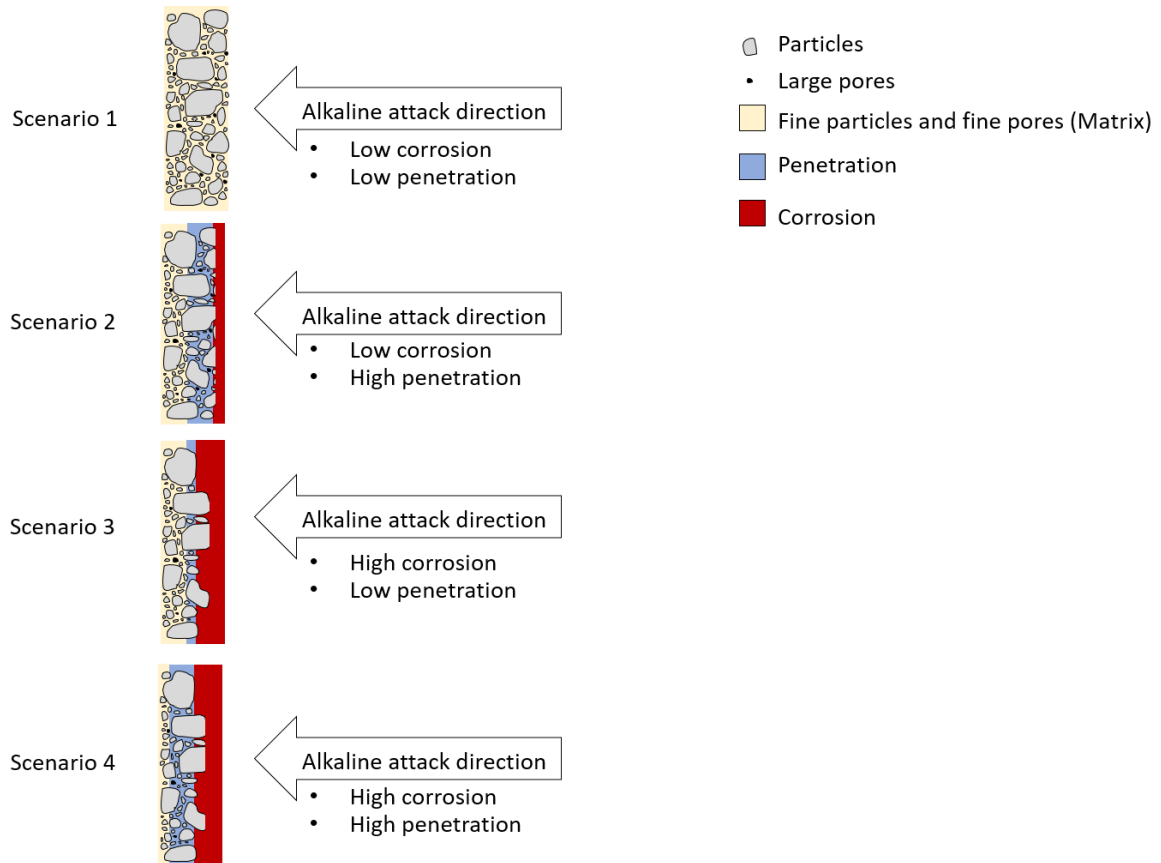 Particles
Large pores
Fine particles and fine pores (Matrix)
Penetration
Corrosion
Scenario 1
Alkaline attack direction
• Low corrosion
• Low penetration
Scenario 2
Alkaline attack direction
• Low corrosion
• High penetration
Scenario 3
Alkaline attack direction
• High corrosion
• Low penetration
Scenario 4
Alkaline attack direction
• High corrosion
• High penetration